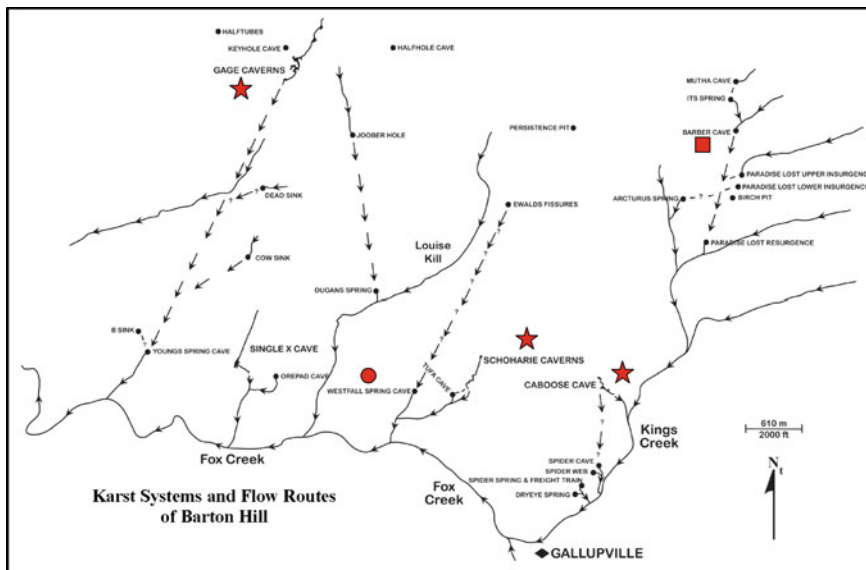 HALFTUBES
KEYHOLE CAVE
HALFHOLE CAVE
GAGE CAVERNS
MUTHA CAVE
ITS SPRING
PERSISTENCE PIT
BARBER CAVE
JOOBER HOLE
PARADISE LOST UPPER INSURGENCE
PARADISE LOST LOWER INSURGENCE
DEAD SINK
ARCTURUS SPRING
BIRCH PIT
EWALDS FISSURES
?
?
?
Louise
Kill
PARADISE LOST RESURGENCE
COW SINK
DUGANS SPRING
B SINK
?
YOUNGS SPRING CAVE
SINGLE X CAVE
SCHOHARIE CAVERNS
TUFA CAVE
OREPAD CAVE
WESTFALL SPRING CAVE
CABOOSE CAVE
Kings
Creek
610 m
2000 ft
Fox Creek
SPIDER CAVE
SPIDER WEB
SPIDER SPRING & FREIGHT TRAIN
DRYEYE SPRING
Fox
Creek
Nt
Karst Systems and Flow Routes
of Barton Hill
GALLUPVILLE